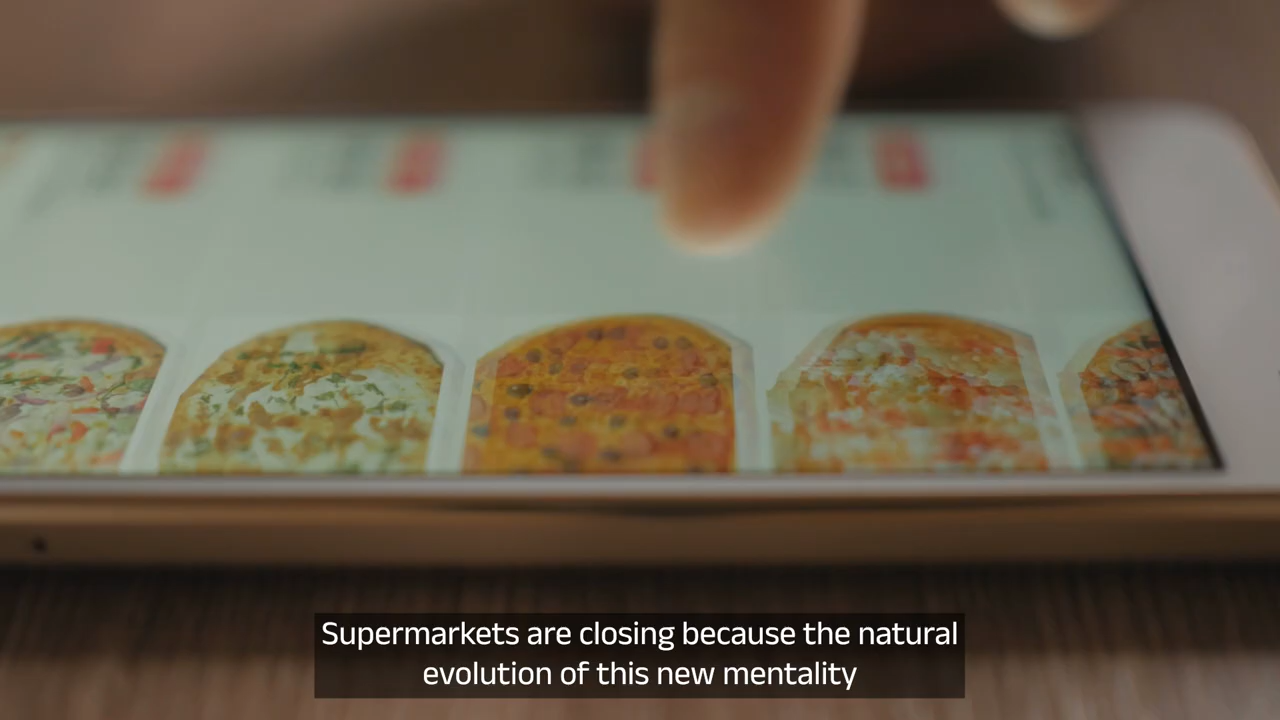 Supermarkets are closing because the natural
evolution of this new mentality